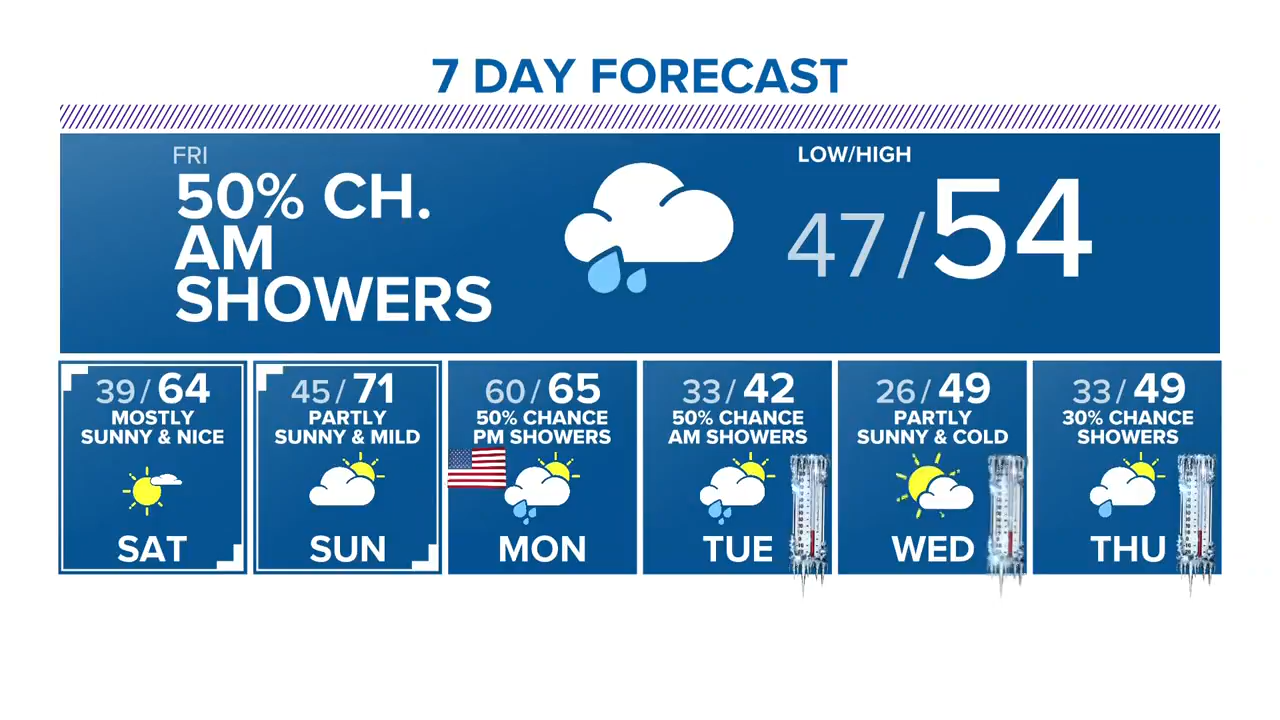 7 DAY FORECAST
FRI
50% CH.
AM
SHOWERS
LOW/HIGH
47/54
39/64
MOSTLY
SUNNY & NICE
SAT
45/71
PARTLY
SUNNY & MILD
SUN
60/65
50% CHANCE
PM SHOWERS
MON
33/42
50% CHANCE
AM SHOWERS
TUE
26/49
PARTLY
SUNNY & COLD
WED
33/49
30% CHANCE
SHOWERS
THU